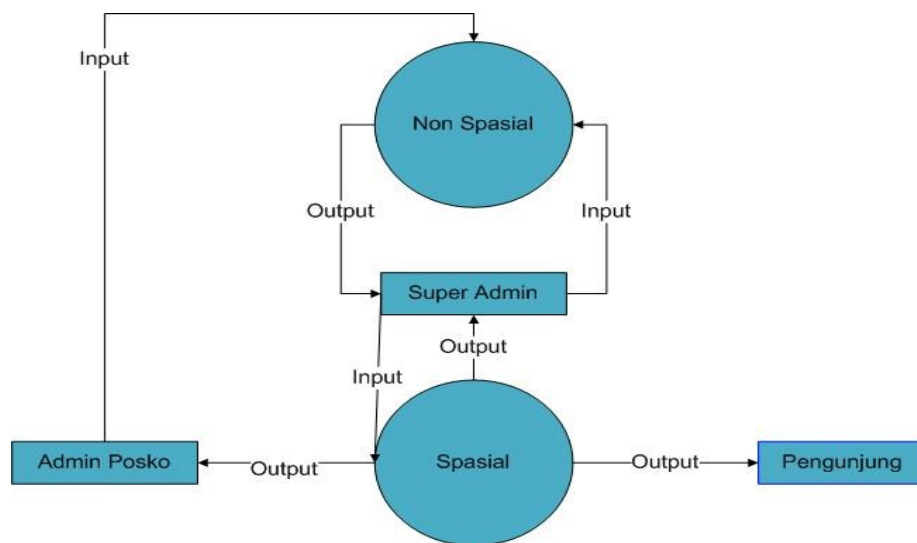 Input
Non Spasial
Output
Input
Super Admin
Output
Input
Admin Posko
Output
Spasial
Output
Pengunjung